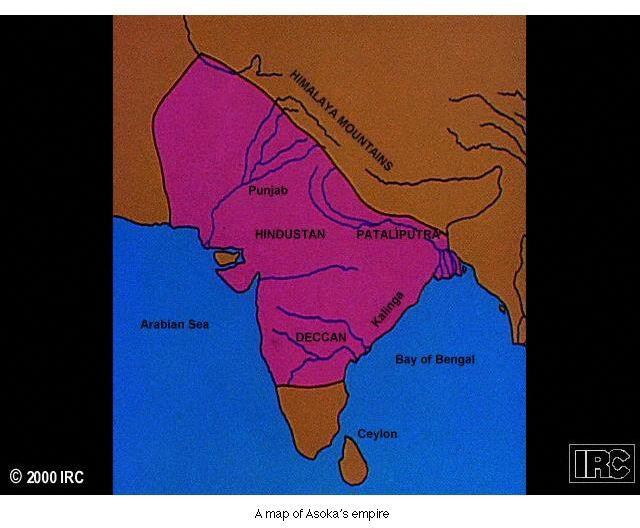 HIMALAYA MOUNTAINS
Punjab
HINDUSTAN
PATALIPUTRA
Kalinga
Arabian Sea
DECCAN
Bay of Bengal
Ceylon
© 2000 IRC
IRC
A map of Asoka's empire